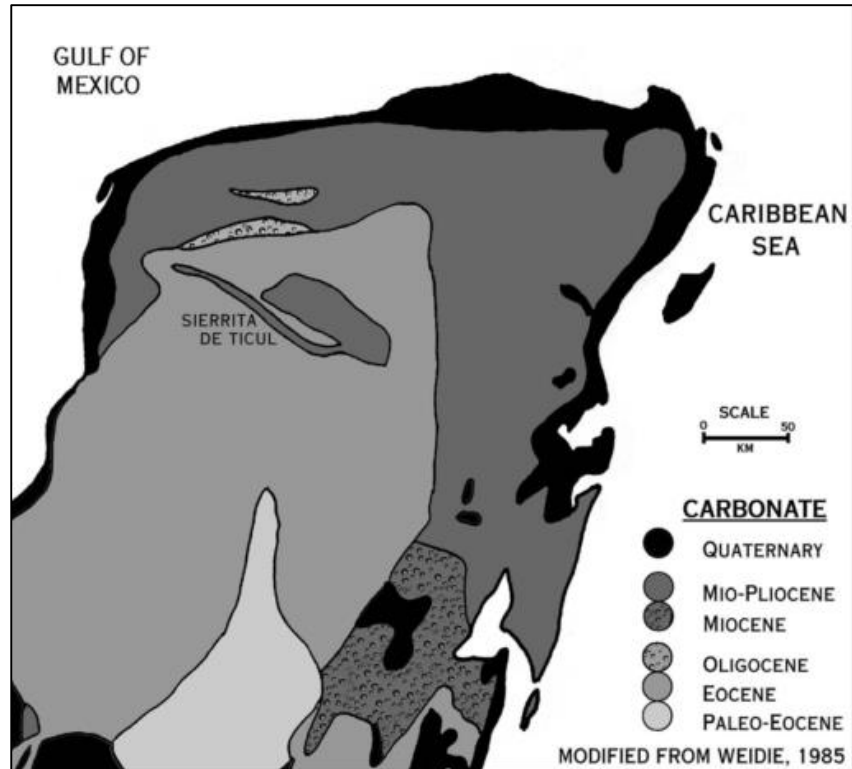 GULF OF
MEXICO
CARIBBEAN
SEA
SIERRITA
DE TICUL
SCALE
0 50
KM
CARBONATE
QUATERNARY
MIO-PLIOCENE
MIOCENE
OLIGOCENE
EOCENE
PALEO-EOCENE
MODIFIED FROM WEIDIE, 1985